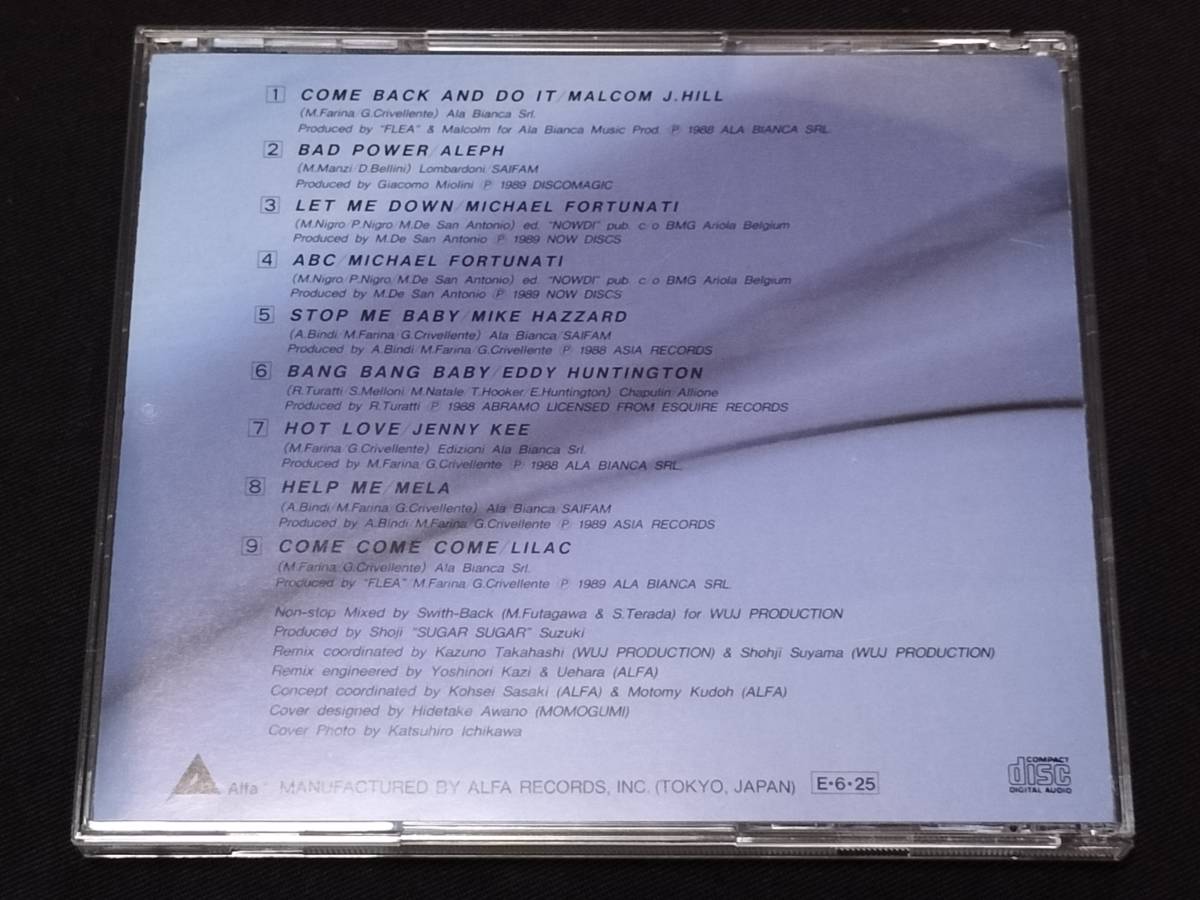 1 COME BACK AND DO IT/MALCOM J.HILL
(M.Farina/G.Crivellente) Ala Bianca Srl.
Produced by "FLEA" & Malcolm for Ala Bianca Music Prod. Ⓟ 1988 ALA BIANCA SRL.
2 BAD POWER/ALEPH
(M.Manzi/D.Bellini) Lombardoni/SAIFAM
Produced by Giacomo Miolini Ⓟ 1989 DISCOMAGIC
3 LET ME DOWN/MICHAEL FORTUNATI
(M.Nigro/P.Nigro/M.De San Antonio) ed. "NOWDI" pub. c/o BMG Ariola Belgium
Produced by M.De San Antonio Ⓟ 1989 NOW DISCS
4 ABC/MICHAEL FORTUNATI
(M.Nigro/P.Nigro/M.De San Antonio) ed. "NOWDI" pub. c/o BMG Ariola Belgium
Produced by M.De San Antonio Ⓟ 1989 NOW DISCS
5 STOP ME BABY/MIKE HAZZARD
(A.Bindi/M.Farina/G.Crivellente) Ala Bianca/SAIFAM
Produced by A.Bindi/M.Farina/G.Crivellente Ⓟ 1988 ASIA RECORDS
6 BANG BANG BABY/EDDY HUNTINGTON
(R.Turatti/S.Melloni/M.Natale/T.Hooker/E.Huntington) Chapulin/Allione
Produced by R.Turatti Ⓟ 1988 ABRAMO LICENSED FROM ESQUIRE RECORDS
7 HOT LOVE/JENNY KEE
(M.Farina/G.Crivellente) Edizioni Ala Bianca Srl.
Produced by M.Farina/G.Crivellente Ⓟ 1988 ALA BIANCA SRL.
8 HELP ME/MELA
(A.Bindi/M.Farina/G.Crivellente) Ala Bianca/SAIFAM
Produced by A.Bindi/M.Farina/G.Crivellente Ⓟ 1989 ASIA RECORDS
9 COME COME COME/LILAC
(M.Farina/G.Crivellente) Ala Bianca Srl.
Produced by "FLEA" M.Farina/G.Crivellente Ⓟ 1989 ALA BIANCA SRL.
Non-stop Mixed by Swith-Back (M.Futagawa & S.Terada) for WUJ PRODUCTION
Produced by Shoji "SUGAR SUGAR" Suzuki
Remix coordinated by Kazuno Takahashi (WUJ PRODUCTION) & Shohji Suyama (WUJ PRODUCTION)
Remix engineered by Yoshinori Kazi & Uehara (ALFA)
Concept coordinated by Kohsei Sasaki (ALFA) & Motomy Kudoh (ALFA)
Cover designed by Hidetake Awano (MOMOGUMI)
Cover Photo by Katsuhiro Ichikawa
Alfa MANUFACTURED BY ALFA RECORDS, INC. (TOKYO, JAPAN) E•6•25
COMPACT
disc
DIGITAL AUDIO